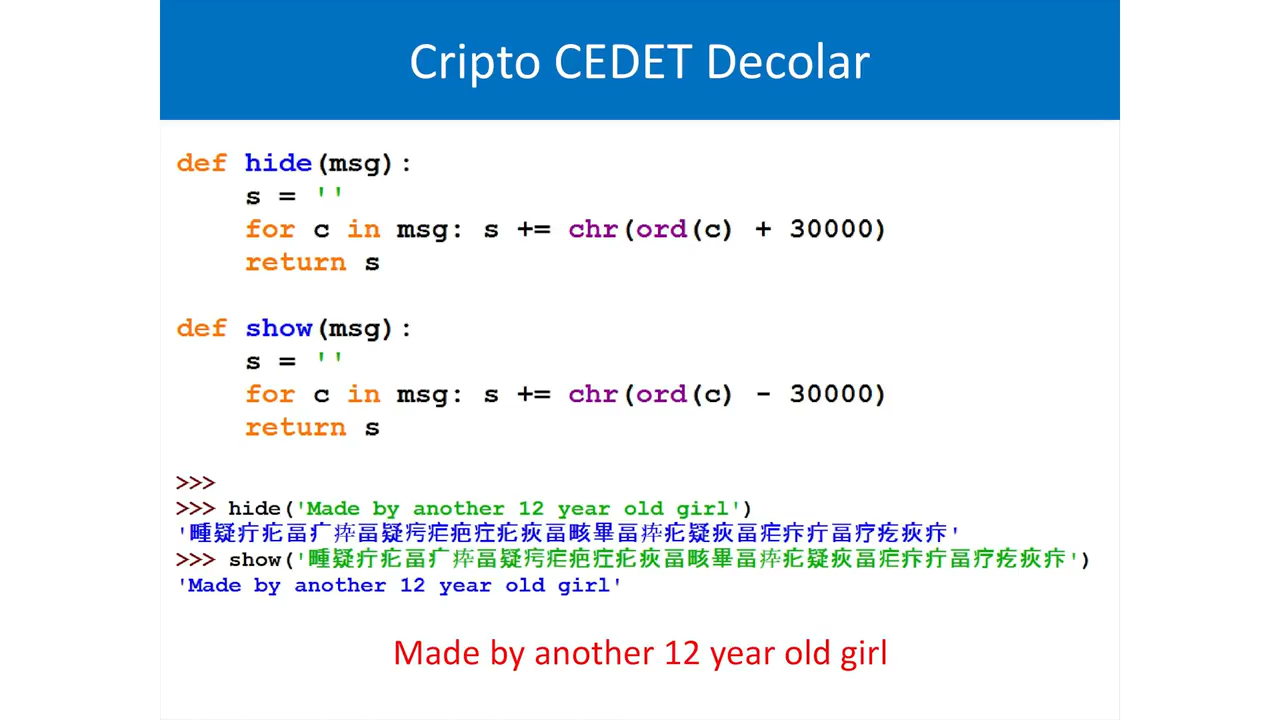 Cripto CEDET Decolar
def hide(msg):
s = ''
for c in msg: s += chr(ord(c) + 30000)
return s
def show(msg):
s = ''
for c in msg: s += chr(ord(c) - 30000)
return s
>>>
>>> hide('Made by another 12 year old girl')
'畽疑疔疕畐疒疩畐疑疞疟疤疘疕疢畐畡畢畐疩疕疑疢畐疟疜疔畐疗疙疢疜'
>>> show('畽疑疔疕畐疒疩畐疑疞疟疤疘疕疢畐畡畢畐疩疕疑疢畐疟疜疔畐疗疙疢疜')
'Made by another 12 year old girl'
Made by another 12 year old girl